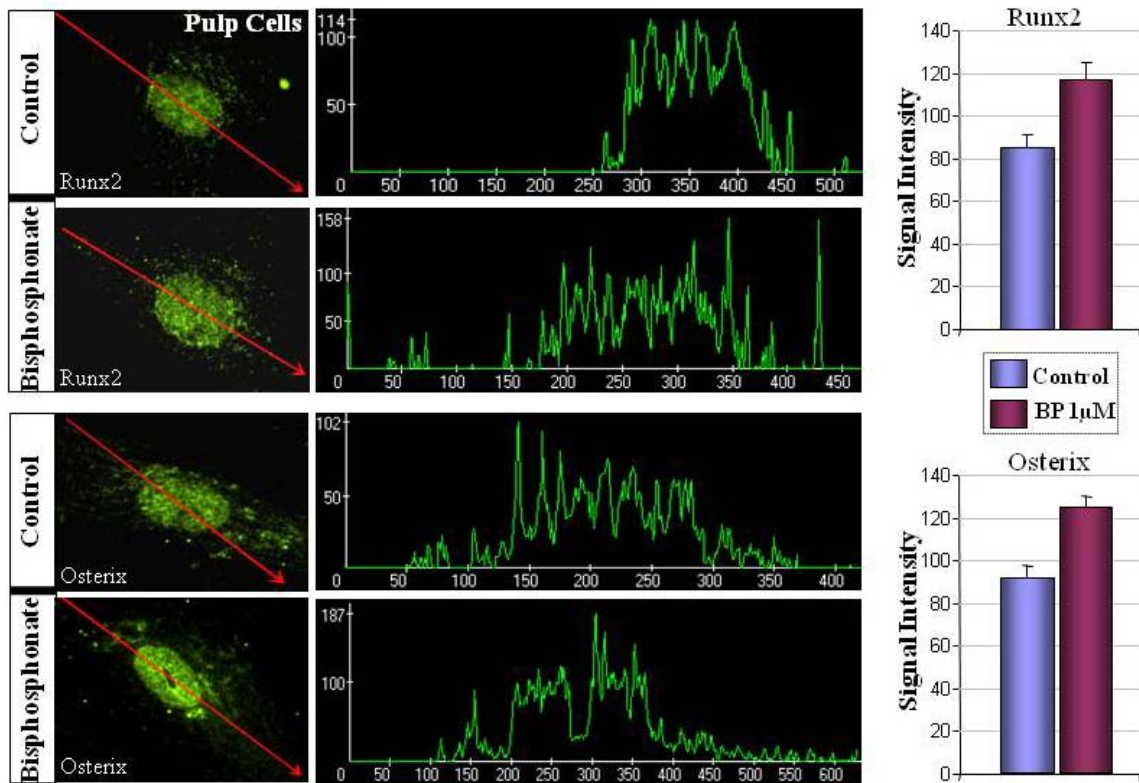 Pulp Cells
Control
Runx2
114
100
50
0 50 100 150 200 250 300 350 400 450 500
Bisphosphonate
Runx2
158
100
50
0 50 100 150 200 250 300 350 400 450
Control
Osterix
102
50
0 50 100 150 200 250 300 350 400
Bisphosphonate
Osterix
187
100
0 50 100 150 200 250 300 350 400 450 500 550 600
Runx2
Signal Intensity
140
120
100
80
60
40
20
0
Control
BP 1µM
Osterix
Signal Intensity
140
120
100
80
60
40
20
0